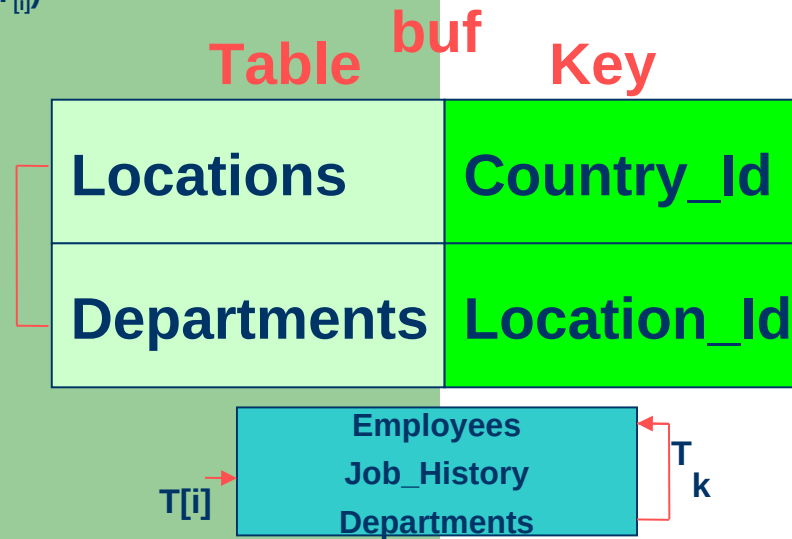 buf
Table Key
Locations Country_Id
Departments Location_Id
Employees
Job_History
Departments
T[i]
T
k